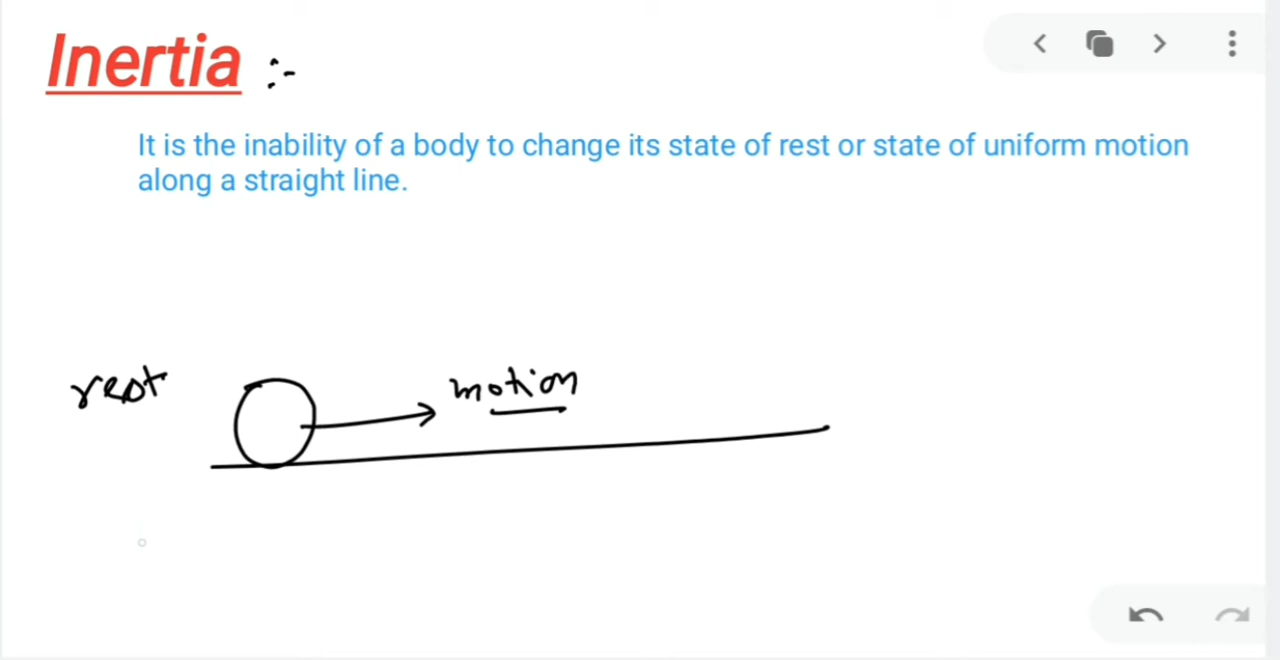 Inertia :-
It is the inability of a body to change its state of rest or state of uniform motion
along a straight line.
rest
motion